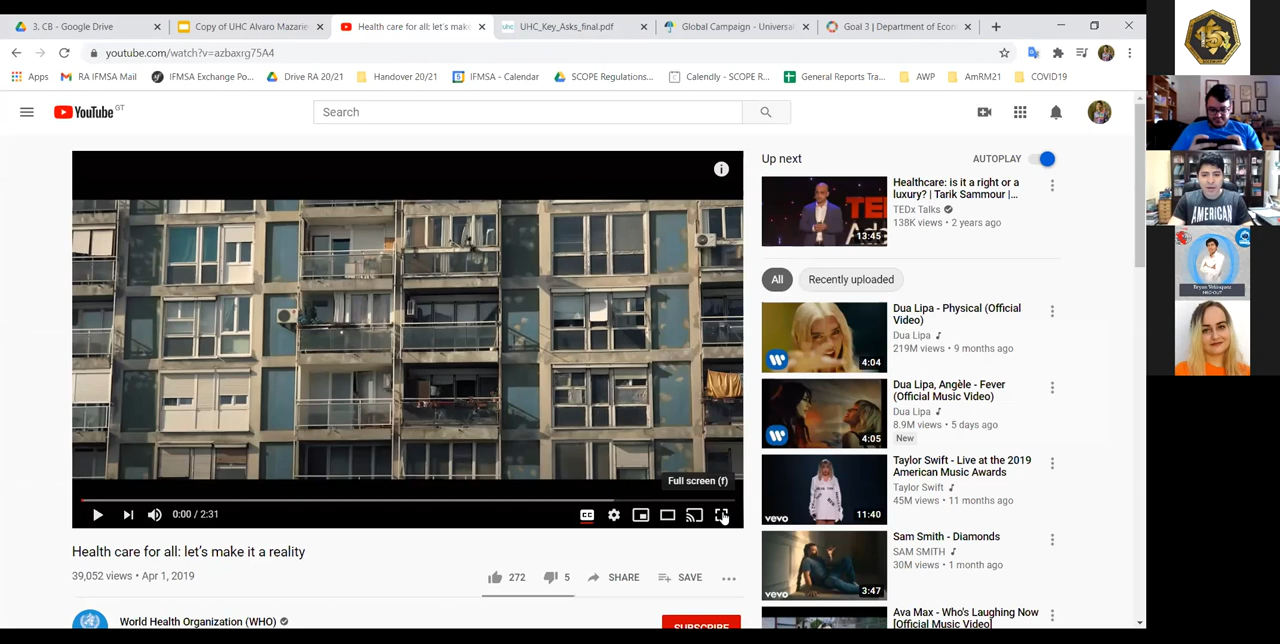 3. CB - Google Drive
Copy of UHC Alvaro Mazarie
Health care for all: let's make
UHC_Key_Asks_final.pdf
Global Campaign - Universal
Goal 3 | Department of Econ
youtube.com/watch?v=azbaxrg75A4
Apps
RA IFMSA Mail
IFMSA Exchange Po...
Drive RA 20/21
Handover 20/21
IFMSA - Calendar
SCOPE Regulations...
Calendly - SCOPE R...
General Reports Tra...
AWP
AmRM21
COVID19
YouTube GT
Search
Up next
AUTOPLAY
Healthcare: is it a right or a
luxury? | Tarik Sammour |...
TEDx Talks
138K views • 2 years ago
13:45
All
Recently uploaded
Dua Lipa - Physical (Official
Video)
Dua Lipa
219M views • 9 months ago
4:04
Dua Lipa, Angèle - Fever
(Official Music Video)
Dua Lipa
8.9M views • 5 days ago
New
4:05
Taylor Swift - Live at the 2019
American Music Awards
Taylor Swift
45M views • 11 months ago
vevo
11:40
Sam Smith - Diamonds
SAM SMITH
30M views • 1 month ago
vevo
3:47
Ava Max - Who's Laughing Now
[Official Music Video]
Full screen (f)
0:00 / 2:31
CC
Health care for all: let's make it a reality
39,052 views • Apr 1, 2019
272
5
SHARE
SAVE
World Health Organization (WHO)
SUBSCRIBE
15
AMERICAN
Bryan Velasquez